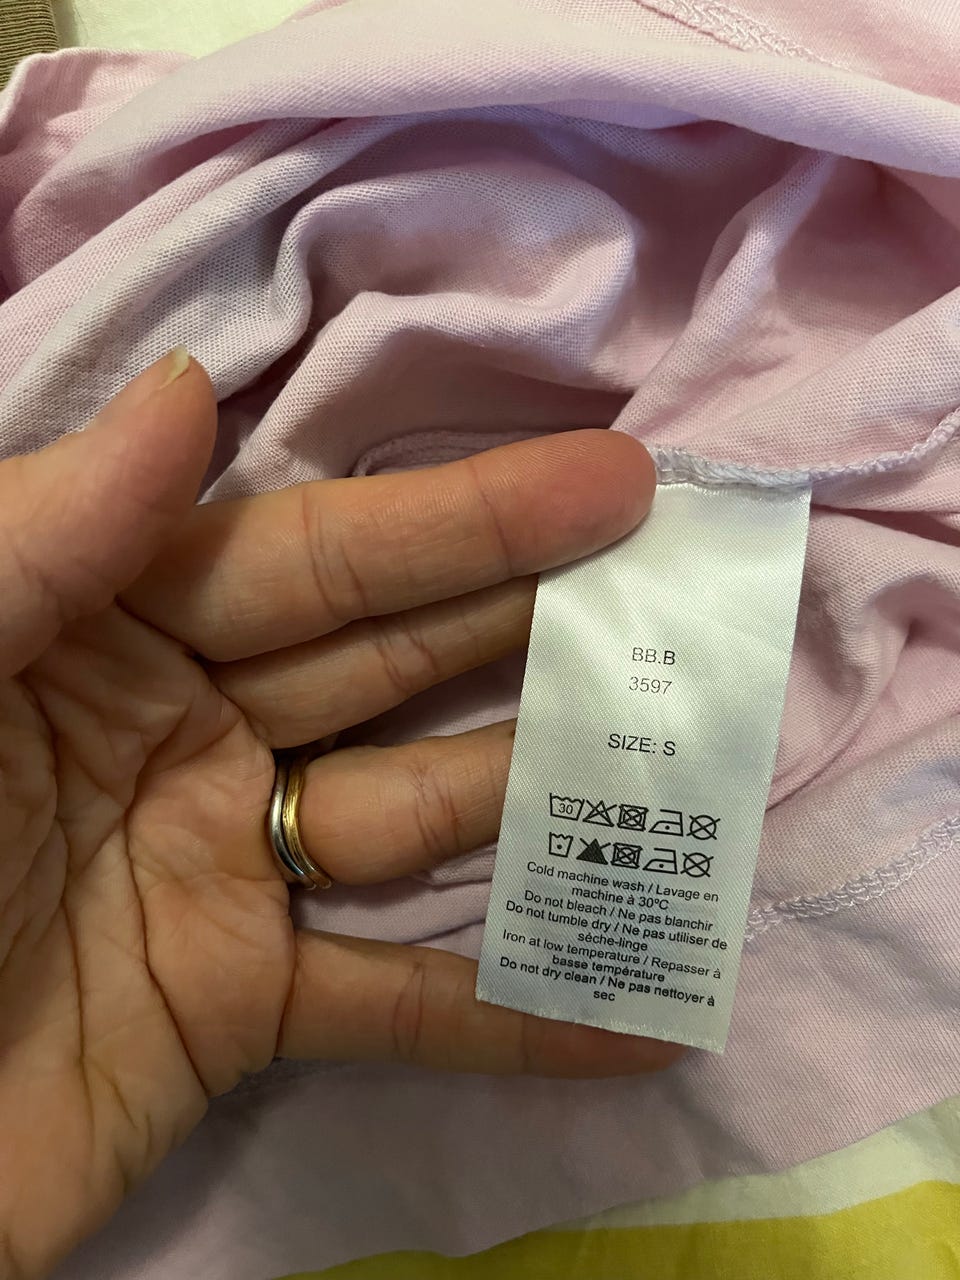 BB.B
3597
SIZE: S
30
Cold machine wash / Lavage en
machine à 30ºC
Do not bleach / Ne pas blanchir
Do not tumble dry / Ne pas utiliser de
sèche-linge
Iron at low temperature / Repasser à
basse température
Do not dry clean / Ne pas nettoyer à
sec